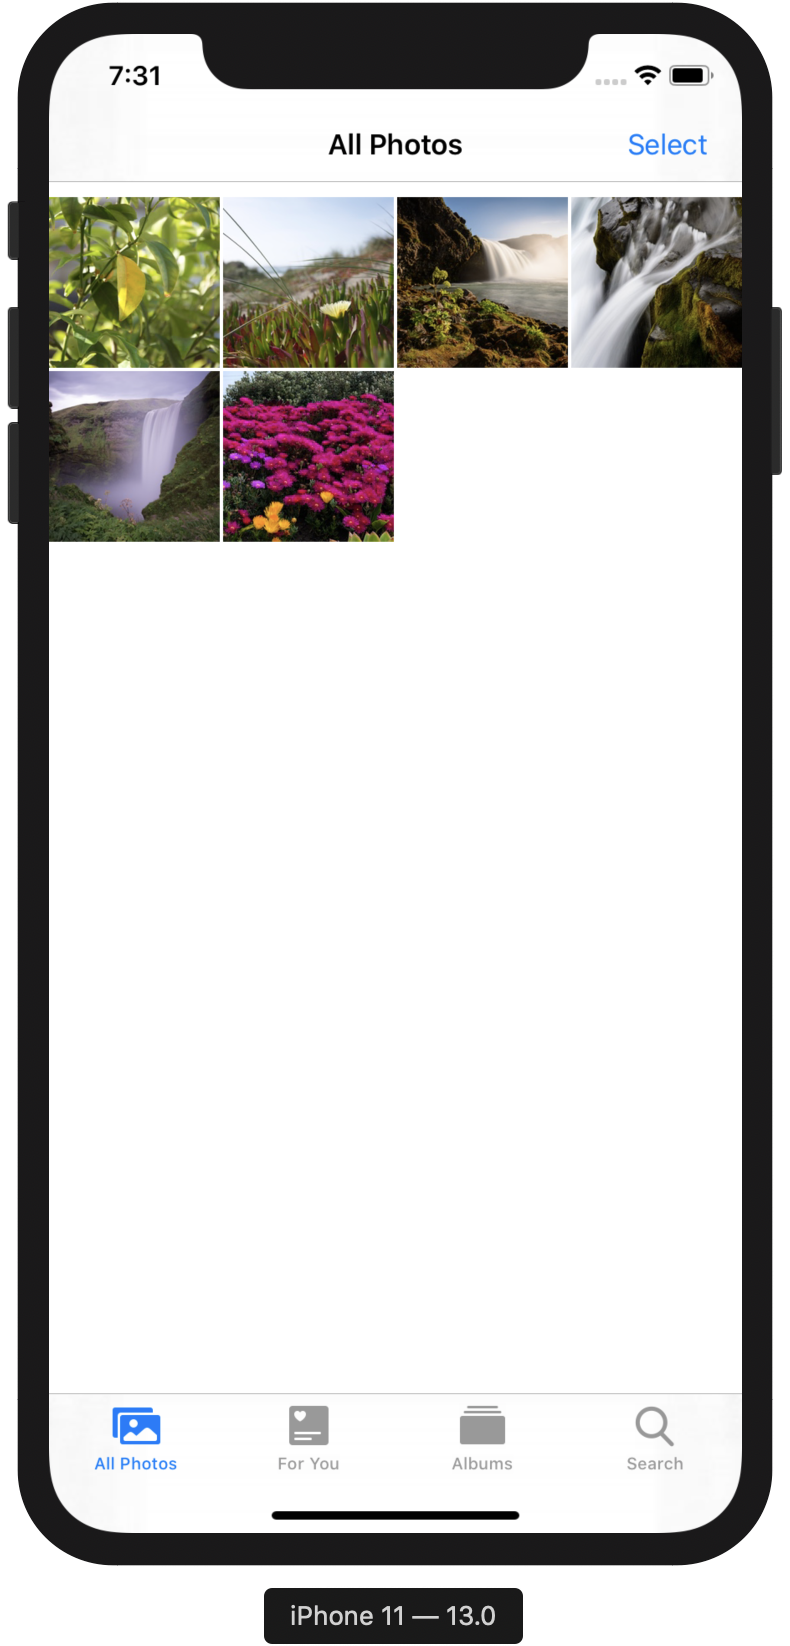 7:31
All Photos
Select
All Photos
For You
Albums
Search
iPhone 11 — 13.0